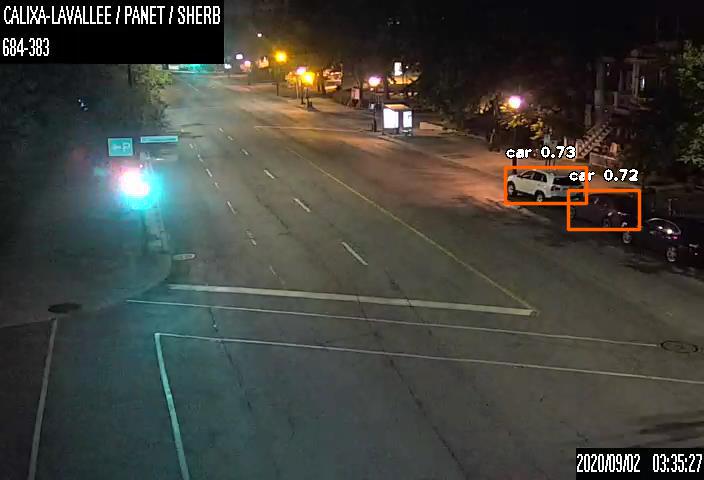 CALIXA-LAVALLEE / PANET / SHERB
684-383
car 0.73
car 0.72
P
2020/09/02 03:35:27